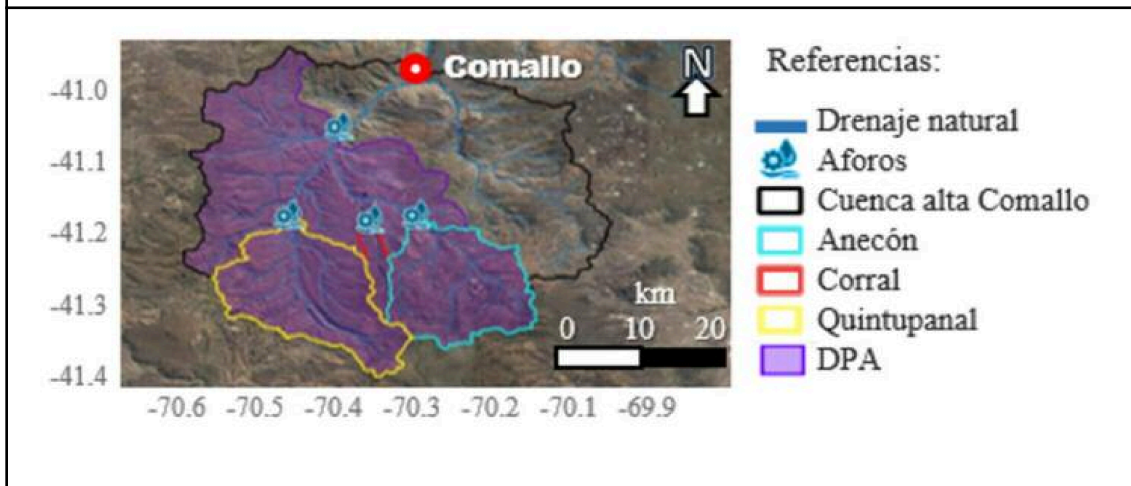 Comallo
N
km
0 10 20
-41.0
-41.1
-41.2
-41.3
-41.4
-70.6 -70.5 -70.4 -70.3 -70.2 -70.1 -69.9
Referencias:
Drenaje natural
Aforos
Cuenca alta Comallo
Anecón
Corral
Quintupanal
DPA